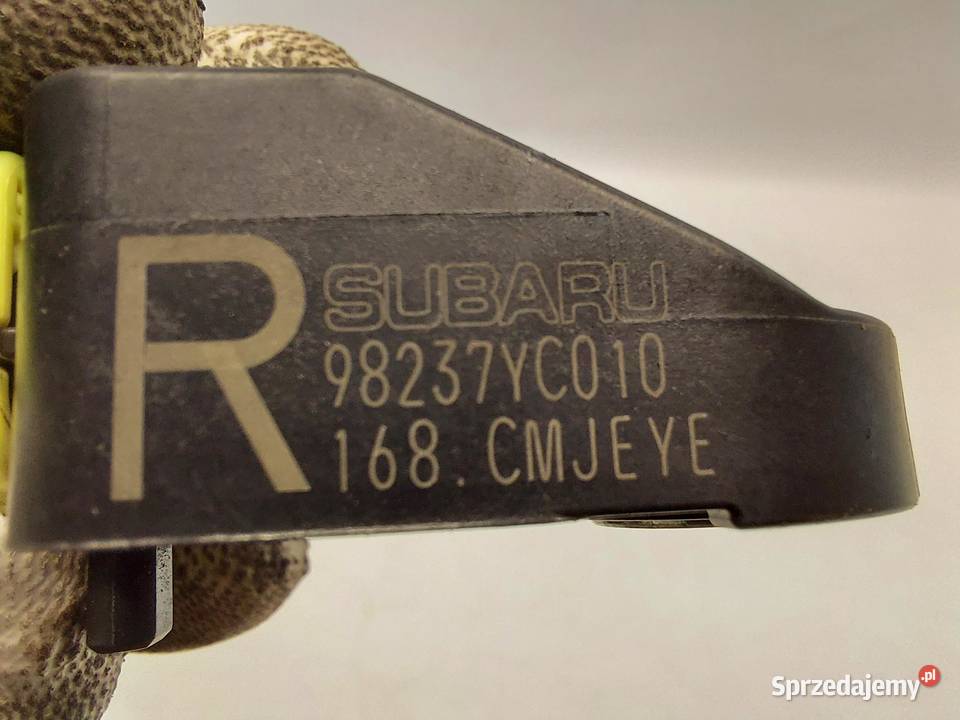 R
SUBARU
98237YC010
168.CMJEYE
Sprzedajemy.pl